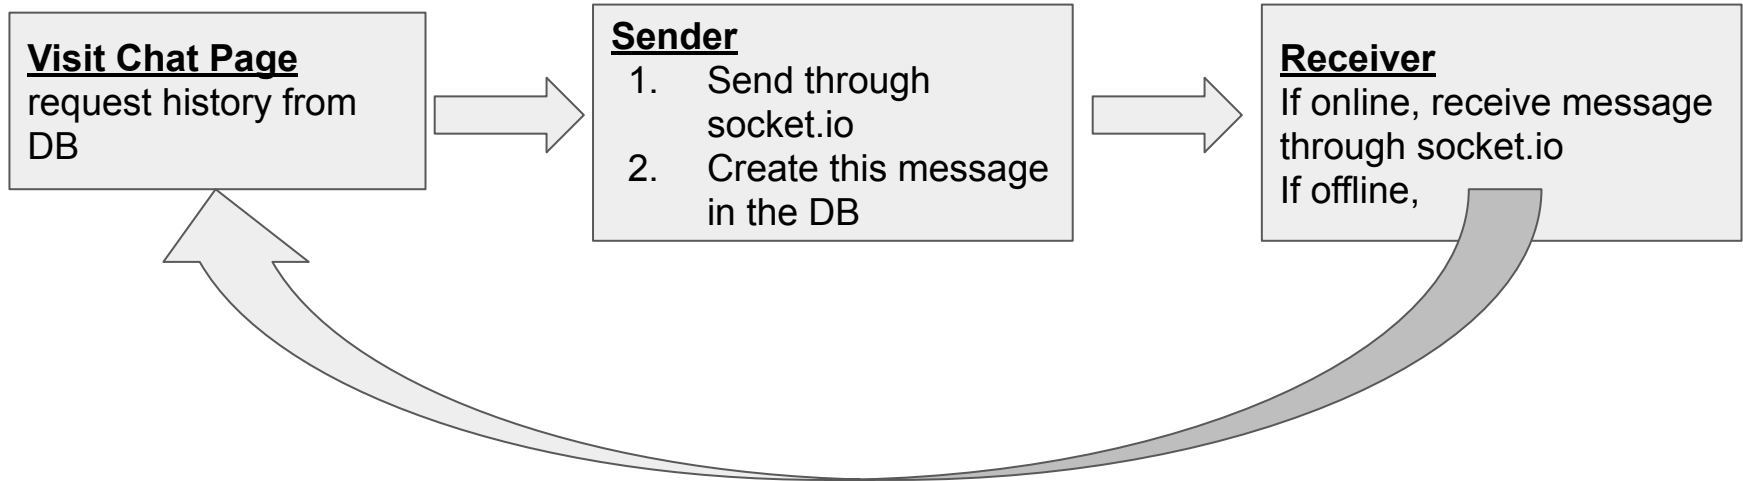 Visit Chat Page
request history from
DB
Sender
1. Send through
socket.io
2. Create this message
in the DB
Receiver
If online, receive message
through socket.io
If offline,